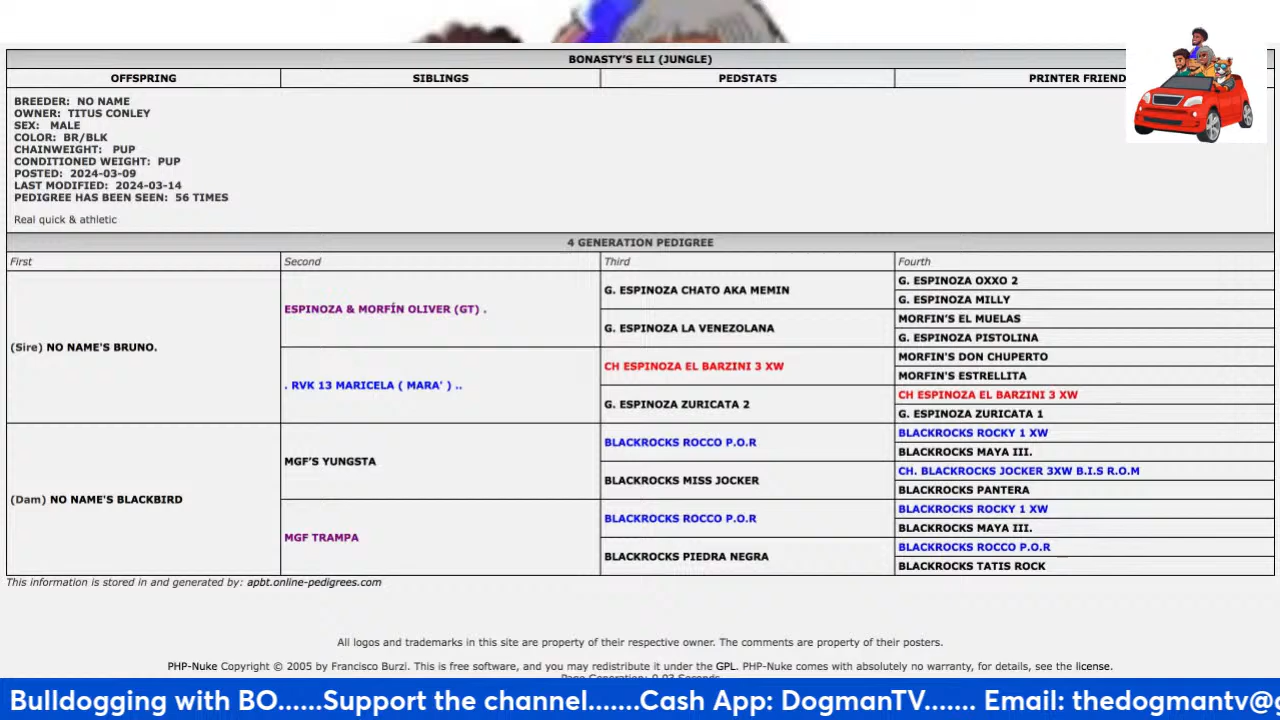 BONASTY'S ELI (JUNGLE)
OFFSPRING SIBLINGS PEDSTATS PRINTER FRIEND
BREEDER: NO NAME
OWNER: TITUS CONLEY
SEX: MALE
COLOR: BR/BLK
CHAINWEIGHT: PUP
CONDITIONED WEIGHT: PUP
POSTED: 2024-03-09
LAST MODIFIED: 2024-03-14
PEDIGREE HAS BEEN SEEN: 56 TIMES
Real quick & athletic
4 GENERATION PEDIGREE
First Second Third Fourth
(Sire) NO NAME'S BRUNO.
ESPINOZA & MORFÍN OLIVER (GT) .
G. ESPINOZA CHATO AKA MEMIN
G. ESPINOZA OXXO 2
G. ESPINOZA MILLY
G. ESPINOZA LA VENEZOLANA
MORFIN'S EL MUELAS
G. ESPINOZA PISTOLINA
. RVK 13 MARICELA ( MARA' ) ..
CH ESPINOZA EL BARZINI 3 XW
MORFIN'S DON CHUPERTO
MORFIN'S ESTRELLITA
G. ESPINOZA ZURICATA 2
CH ESPINOZA EL BARZINI 3 XW
G. ESPINOZA ZURICATA 1
(Dam) NO NAME'S BLACKBIRD
MGF'S YUNGSTA
BLACKROCKS ROCCO P.O.R
BLACKROCKS ROCKY 1 XW
BLACKROCKS MAYA III.
BLACKROCKS MISS JOCKER
CH. BLACKROCKS JOCKER 3XW B.I.S R.O.M
BLACKROCKS PANTERA
MGF TRAMPA
BLACKROCKS ROCCO P.O.R
BLACKROCKS ROCKY 1 XW
BLACKROCKS MAYA III.
BLACKROCKS PIEDRA NEGRA
BLACKROCKS ROCCO P.O.R
BLACKROCKS TATIS ROCK
This information is stored in and generated by: apbt.online-pedigrees.com
All logos and trademarks in this site are property of their respective owner. The comments are property of their posters.
PHP-Nuke Copyright © 2005 by Francisco Burzi. This is free software, and you may redistribute it under the GPL. PHP-Nuke comes with absolutely no warranty, for details, see the license.
Bulldogging with BO......Support the channel.......Cash App: DogmanTV....... Email: thedogmantv@